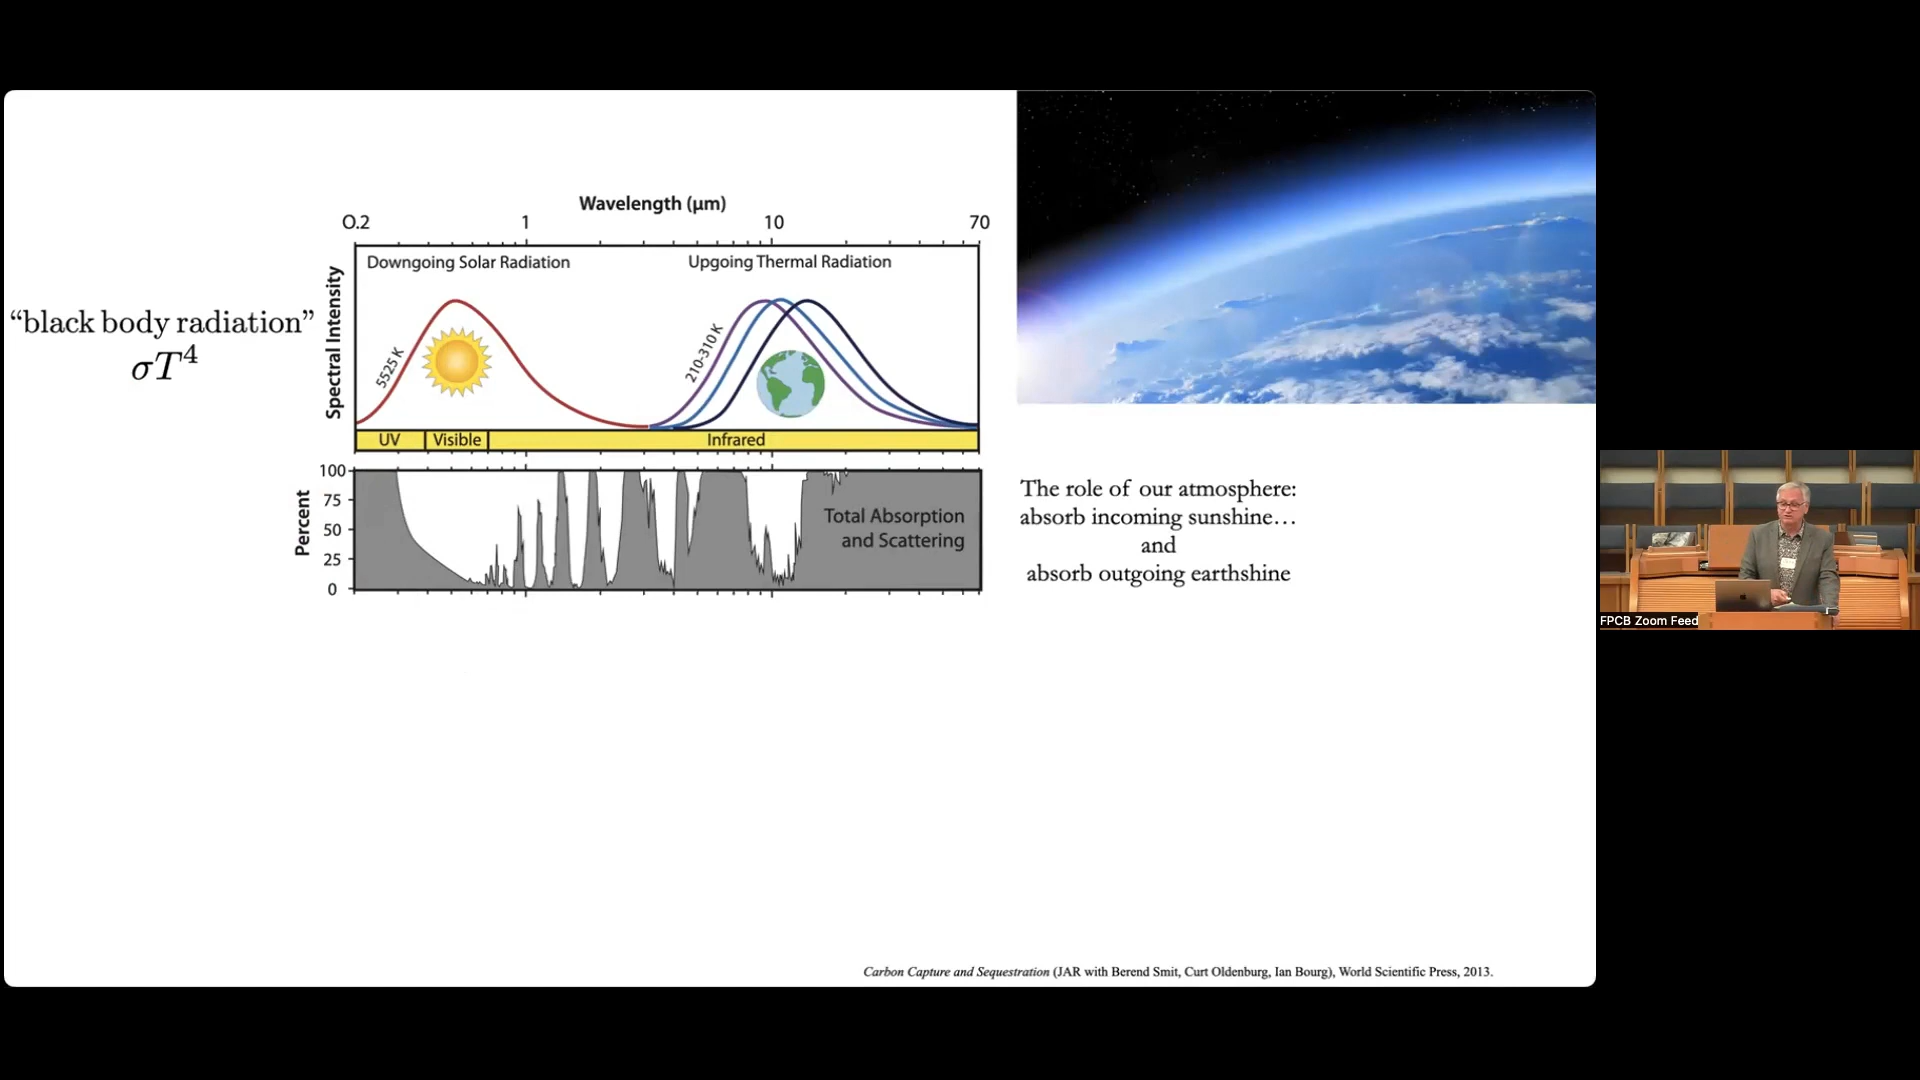 Wavelength (µm)
O.2 1 10 70
Downgoing Solar Radiation
Upgoing Thermal Radiation
“black body radiation”
σT⁴
Spectral Intensity
5525 K
210-310 K
UV Visible Infrared
Percent
100
75
50
25
0
Total Absorption
and Scattering
The role of our atmosphere:
absorb incoming sunshine…
and
absorb outgoing earthshine
FPCB Zoom Feed
Carbon Capture and Sequestration (JAR with Berend Smit, Curt Oldenburg, Ian Bourg), World Scientific Press, 2013.